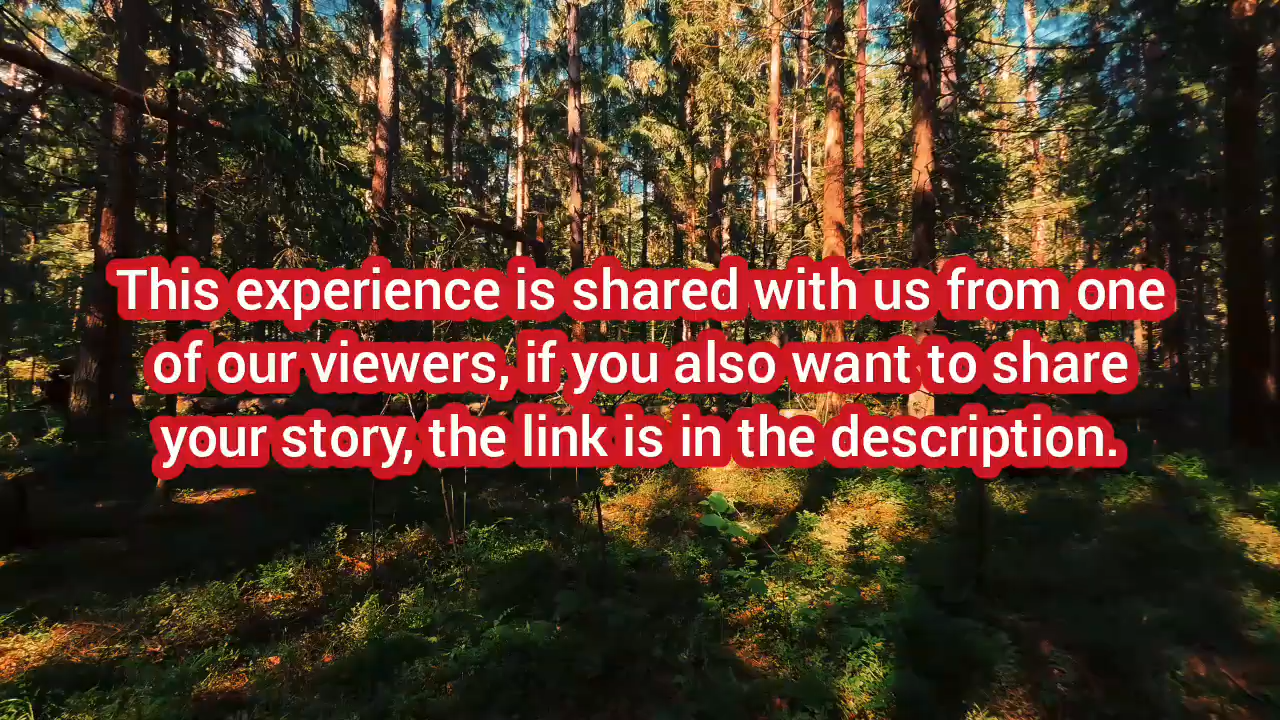 This experience is shared with us from one
of our viewers, if you also want to share
your story, the link is in the description.